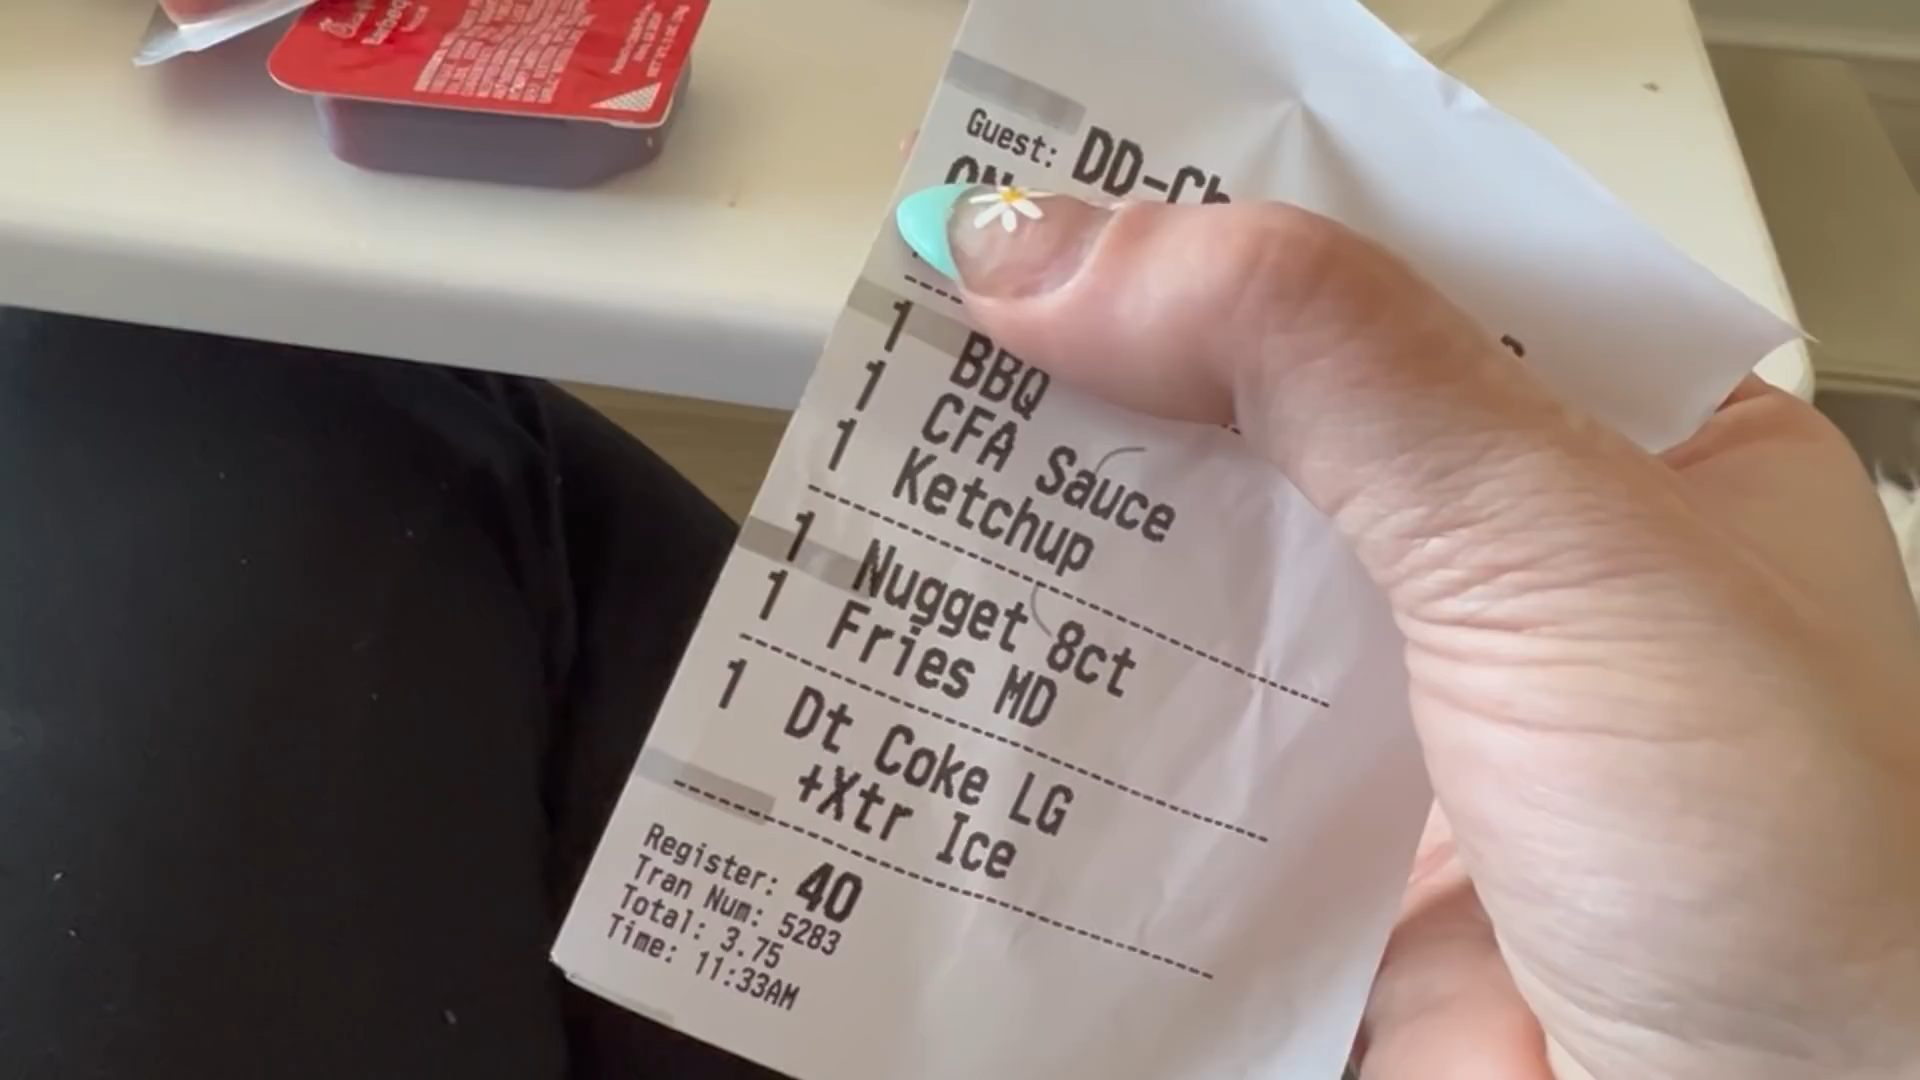 Guest: DD-Ch
1 BBQ
1 CFA Sauce
1 Ketchup
1 Nugget 8ct
1 Fries MD
1 Dt Coke LG
+Xtr Ice
Register: 40
Tran Num: 5283
Total: 3.75
Time: 11:33AM